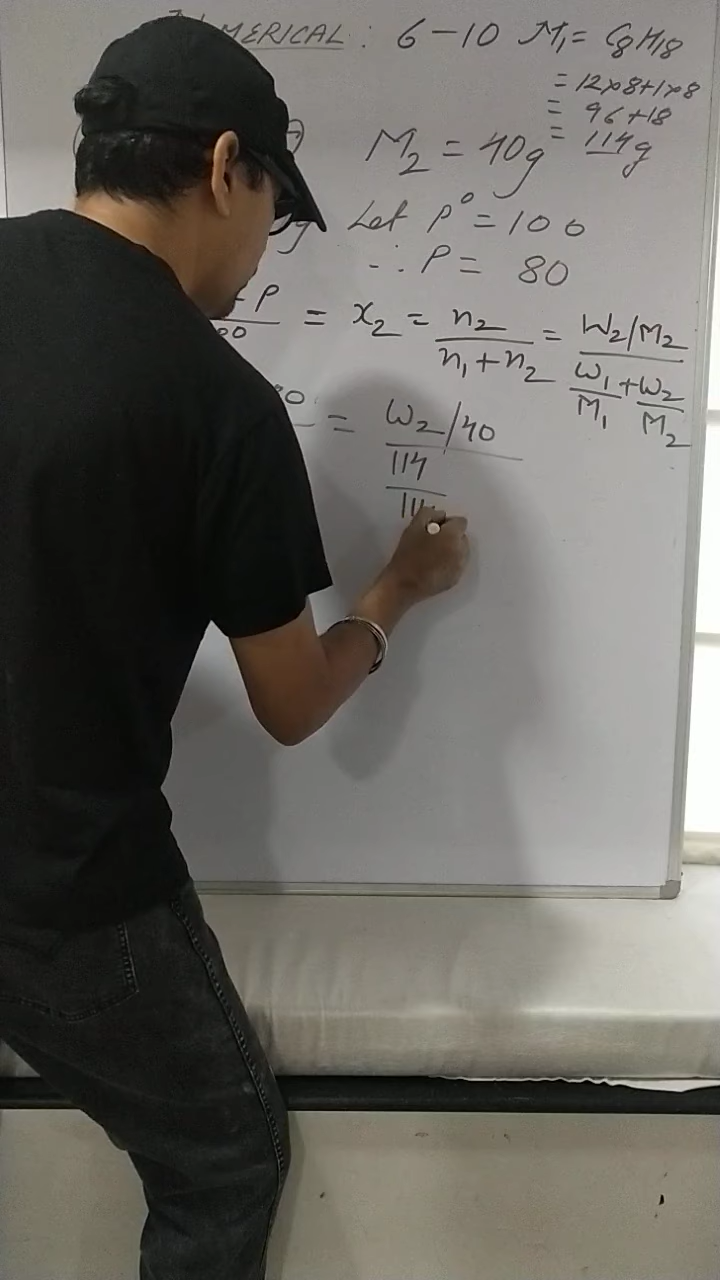 NUMERICAL: 6-10 M₁ = C8H18
= 12×8+1×8
= 96+18
M₂ = 40g = 114g
Let P° = 100
∴ P = 80
- P / 00 = x₂ = n₂ / n₁+n₂ = W₂/M₂ / W₁/M₁ + W₂/M₂
80 = W₂/40
114
114